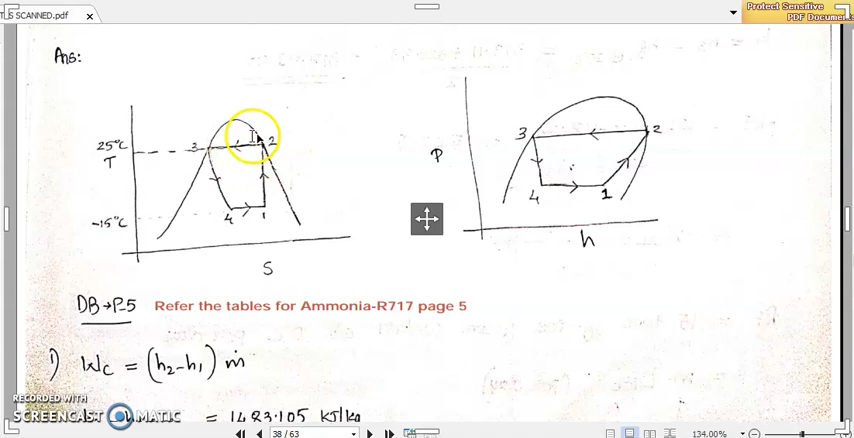 TLS SCANNED.pdf
Protect Sensitive
PDF Documen
Ans:
25°C
T
-15°C
3
2
4
1
S
P
3
2
4
1
h
DB→P-5
Refer the tables for Ammonia-R717 page 5
1) Wc = (h2-h1) ṁ
= 1483.105 KJ/kg
RECORDED WITH
SCREENCAST MATIC
38 / 63
134.00%